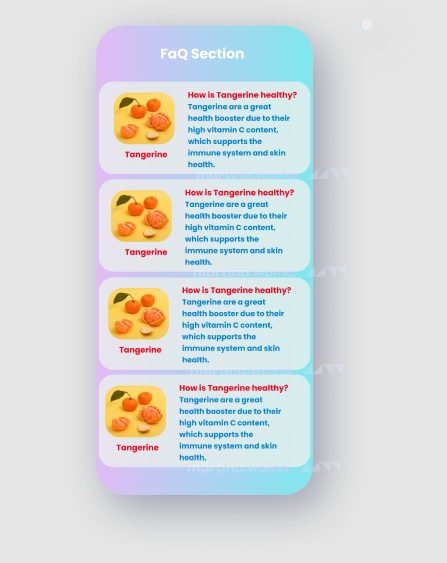 FaQ Section
How is Tangerine healthy?
Tangerine are a great
health booster due to their
high vitamin C content,
which supports the
immune system and skin
health.
Tangerine
How is Tangerine healthy?
Tangerine are a great
health booster due to their
high vitamin C content,
which supports the
immune system and skin
health.
Tangerine
How is Tangerine healthy?
Tangerine are a great
health booster due to their
high vitamin C content,
which supports the
immune system and skin
health.
Tangerine
How is Tangerine healthy?
Tangerine are a great
health booster due to their
high vitamin C content,
which supports the
immune system and skin
health.
Tangerine